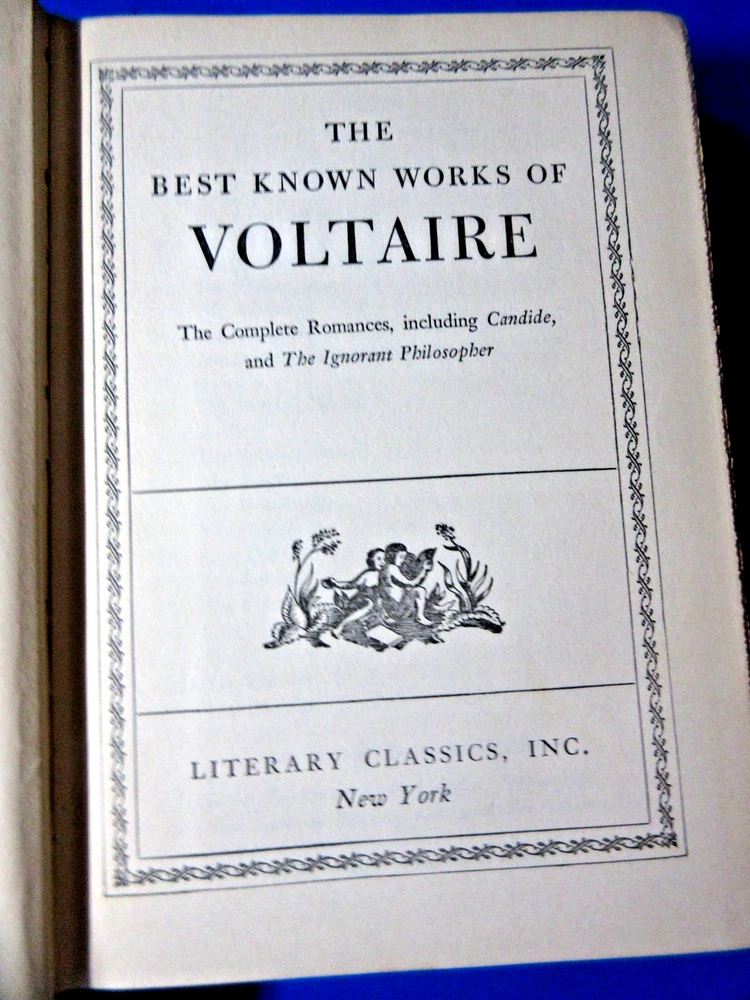 THE
BEST KNOWN WORKS OF
VOLTAIRE
The Complete Romances, including Candide,
and The Ignorant Philosopher
LITERARY CLASSICS, INC.
New York